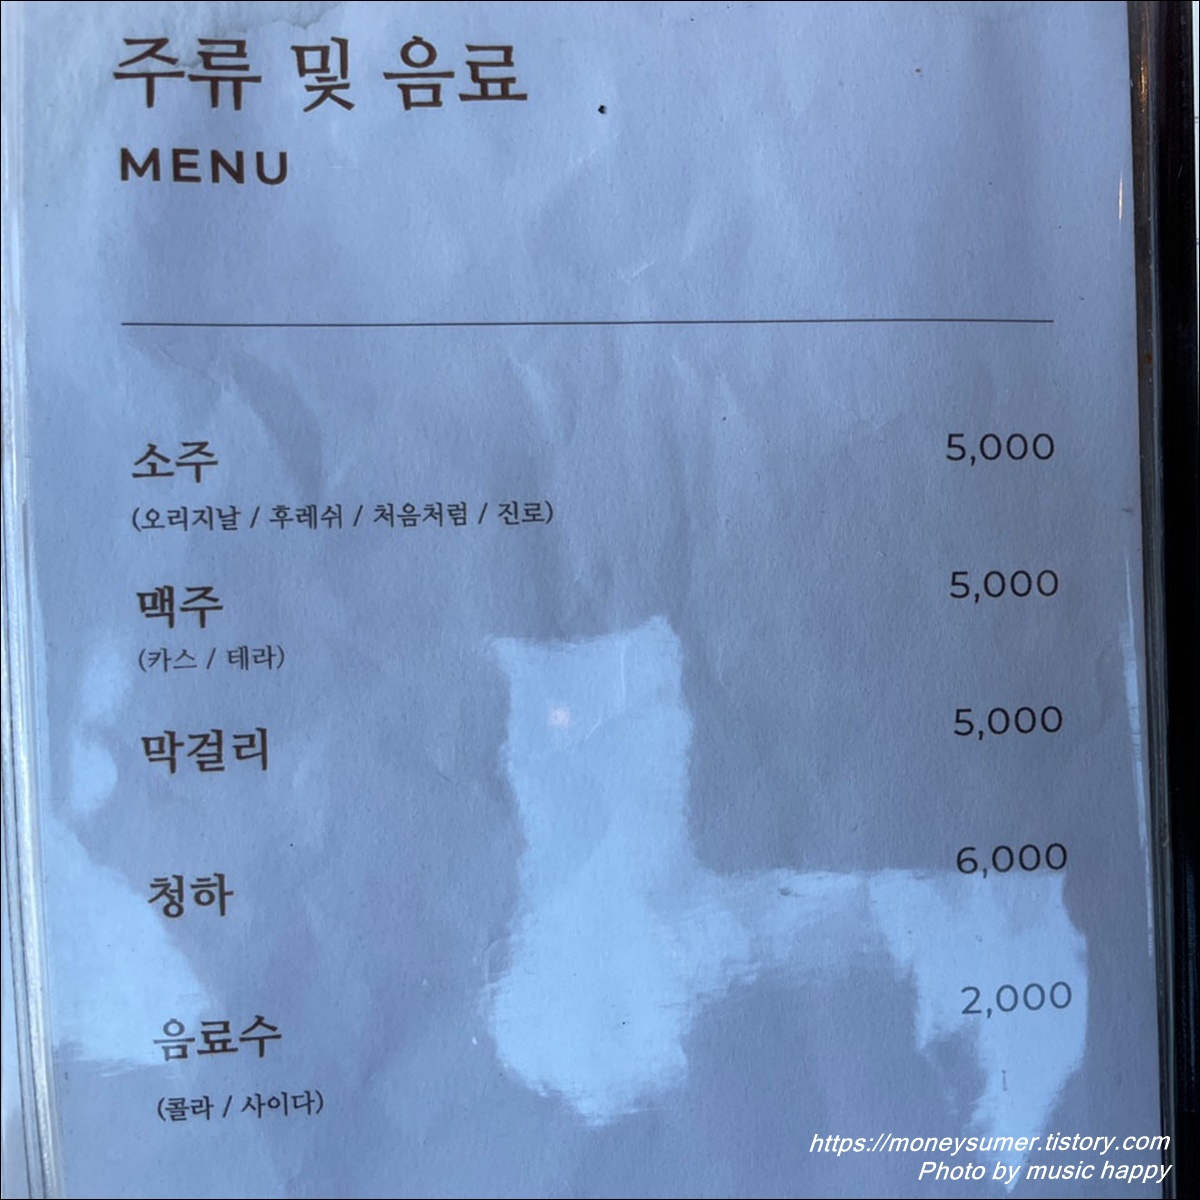 주류 및 음료
MENU
소주 5,000
(오리지날 / 후레쉬 / 처음처럼 / 진로)
맥주 5,000
(카스 / 테라)
막걸리 5,000
청하 6,000
음료수 2,000
(콜라 / 사이다)
https://moneysumer.tistory.com
Photo by music happy